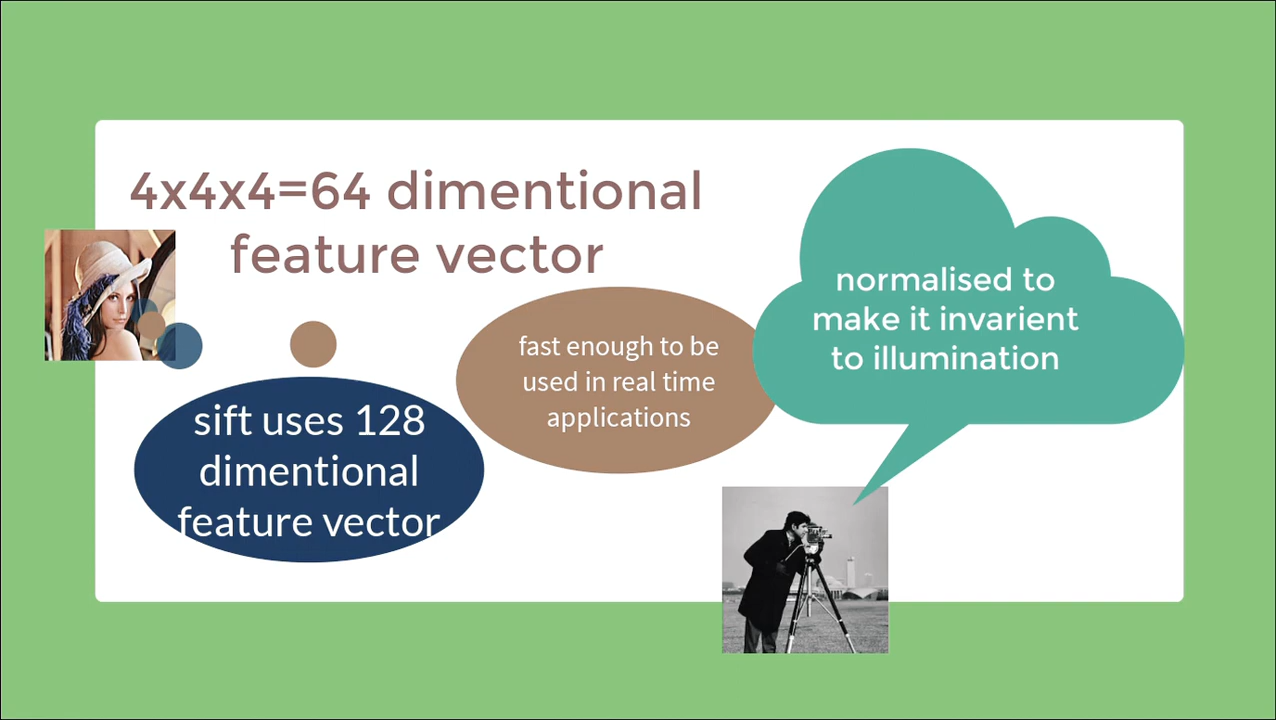 4x4x4=64 dimentional
feature vector
sift uses 128
dimentional
feature vector
fast enough to be
used in real time
applications
normalised to
make it invarient
to illumination